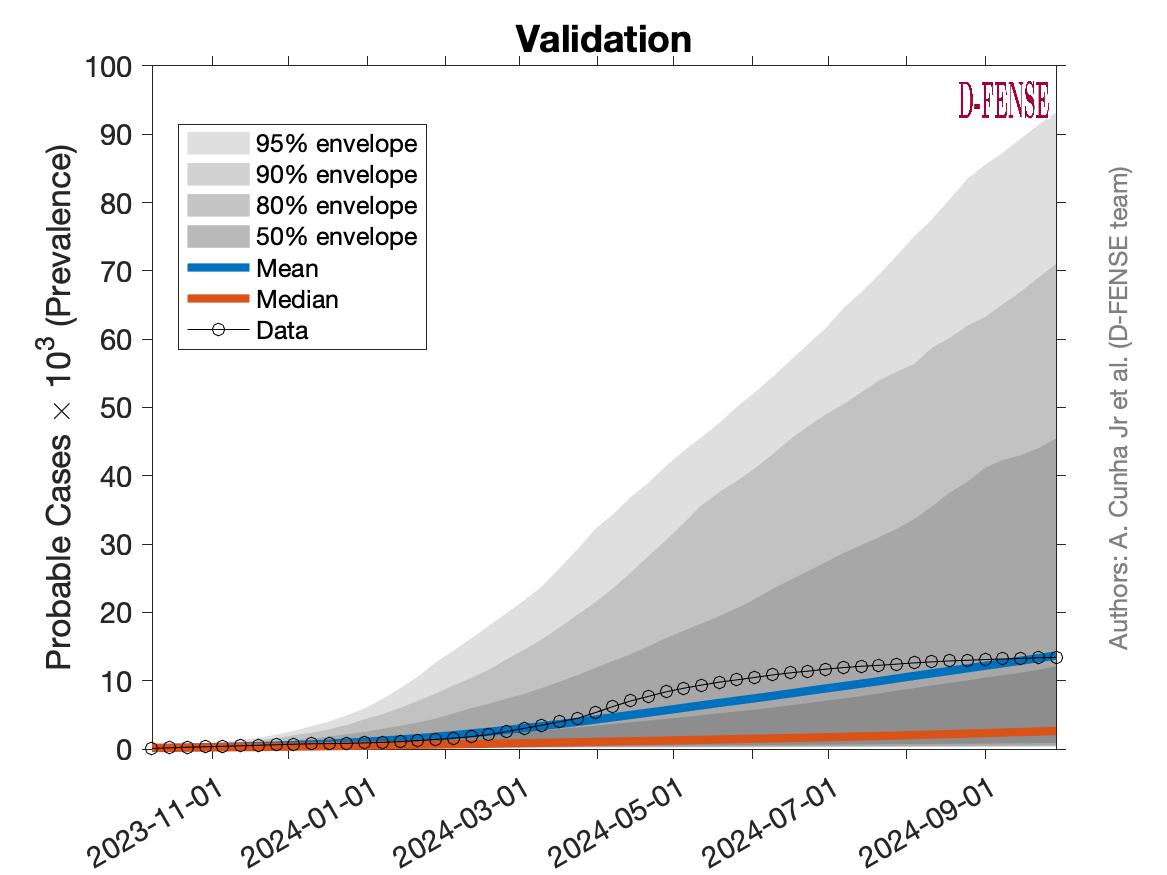 Validation
D-FENSE
95% envelope
90% envelope
80% envelope
50% envelope
Mean
Median
Data
Probable Cases × 10³ (Prevalence)
100
90
80
70
60
50
40
30
20
10
0
2023-11-01
2024-01-01
2024-03-01
2024-05-01
2024-07-01
2024-09-01
Authors: A. Cunha Jr et al. (D-FENSE team)